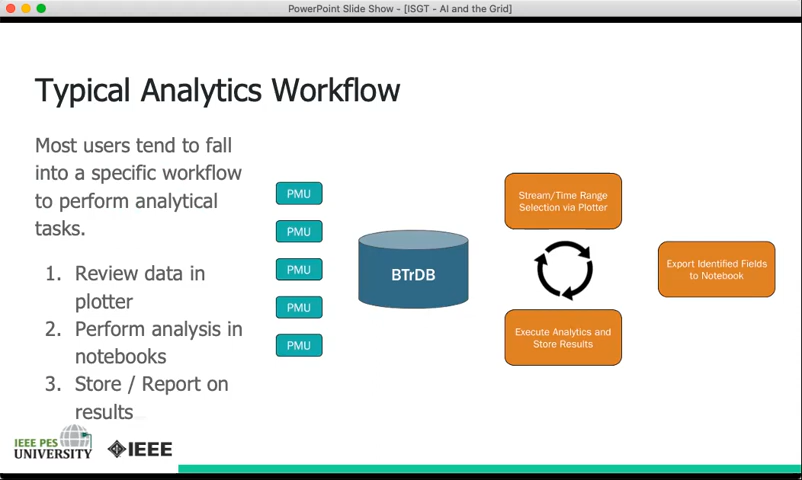 PowerPoint Slide Show - [ISGT - AI and the Grid]
Typical Analytics Workflow
Most users tend to fall
into a specific workflow
to perform analytical
tasks.
1. Review data in
plotter
2. Perform analysis in
notebooks
3. Store / Report on
results
PMU
PMU
PMU
PMU
PMU
BTrDB
Stream/Time Range
Selection via Plotter
Execute Analytics and
Store Results
Export Identified Fields
to Notebook
IEEE PES
UNIVERSITY
IEEE